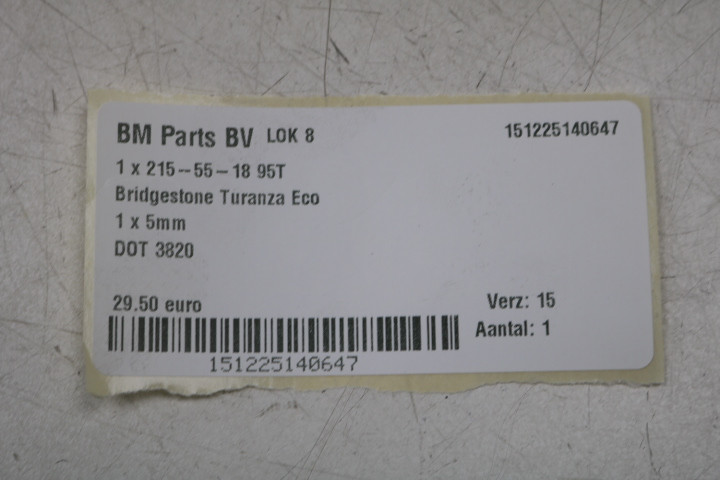 BM Parts BV LOK 8 151225140647
1 x 215-55-18 95T
Bridgestone Turanza Eco
1 x 5mm
DOT 3820
29.50 euro Verz: 15
Aantal: 1
151225140647